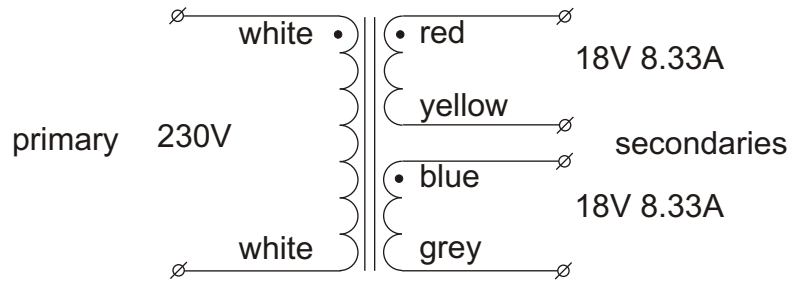 white
red
18V 8.33A
yellow
primary 230V
secondaries
blue
18V 8.33A
white
grey